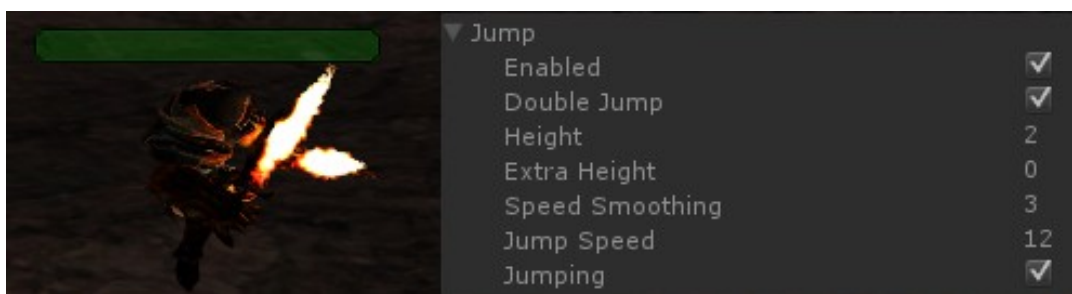 Jump
Enabled
Double Jump
Height 2
Extra Height 0
Speed Smoothing 3
Jump Speed 12
Jumping